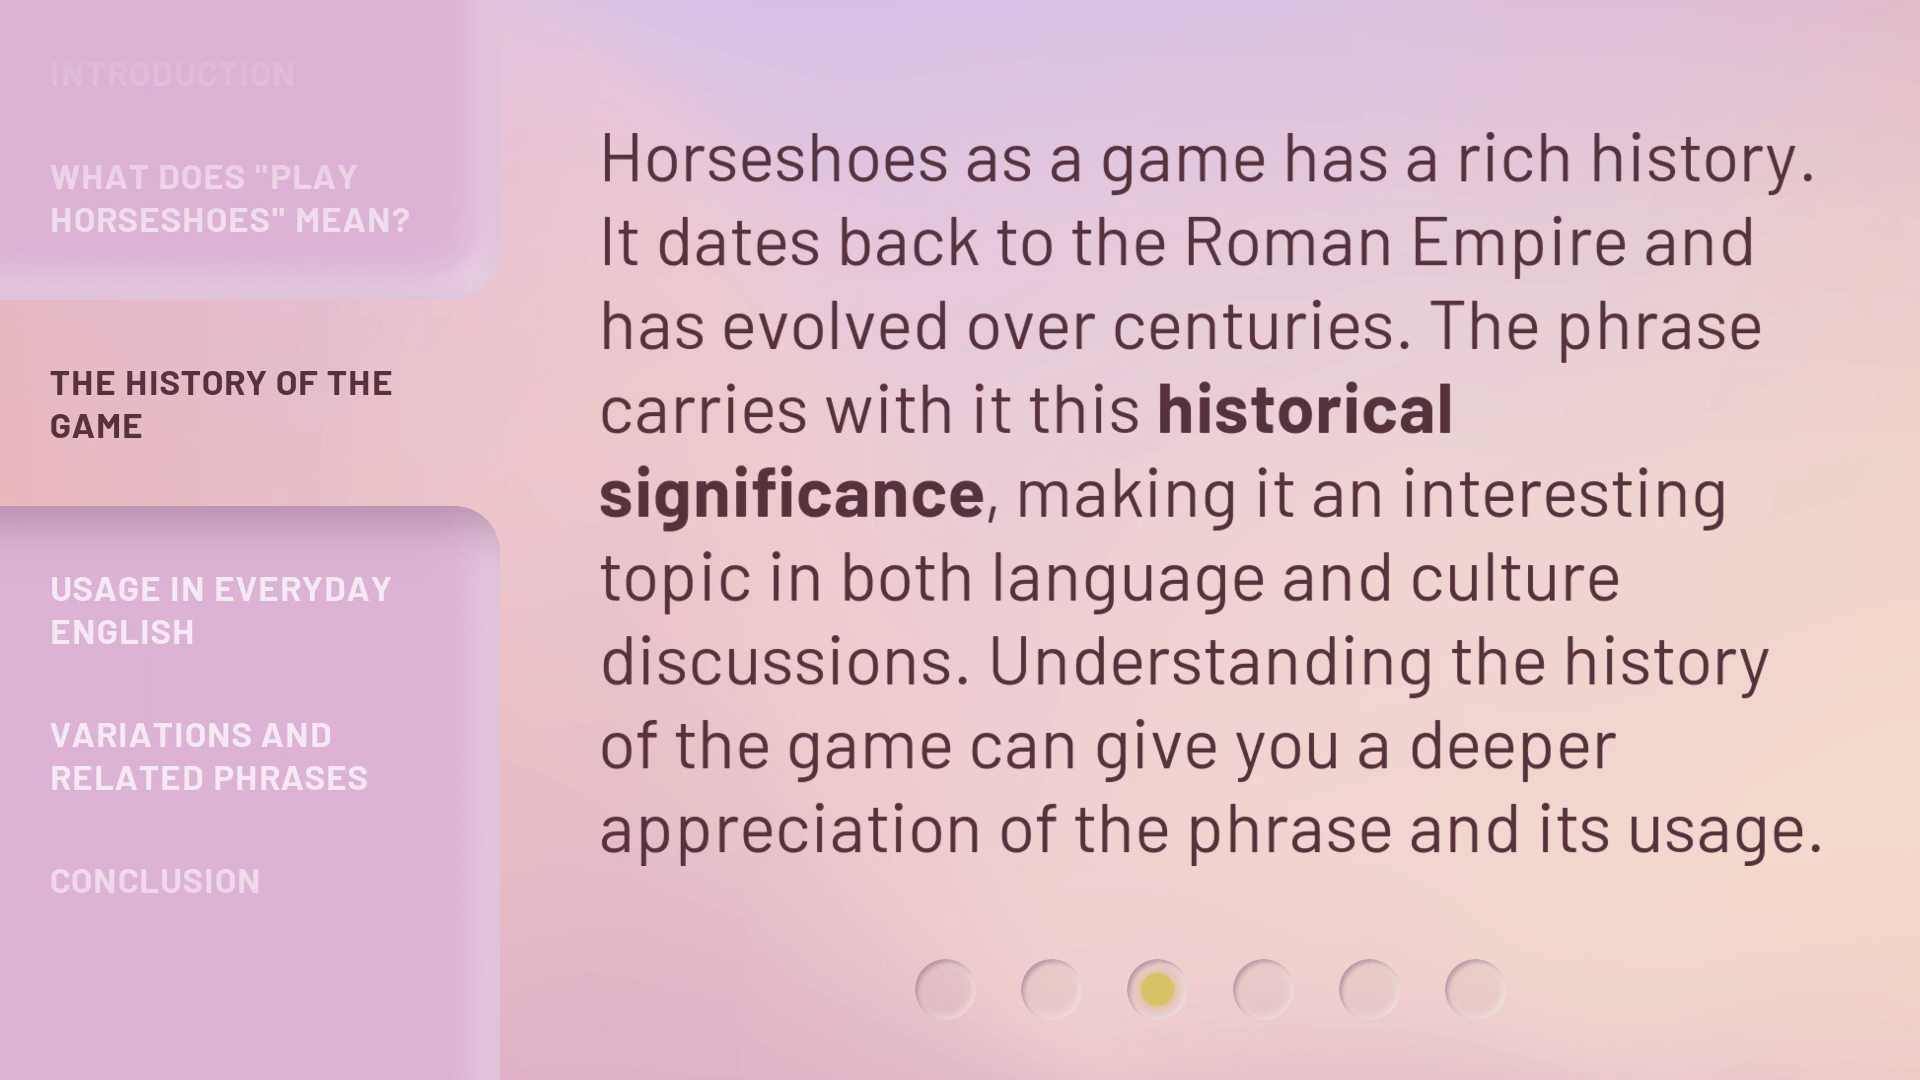 INTRODUCTION
WHAT DOES "PLAY
HORSESHOES" MEAN?
THE HISTORY OF THE
GAME
USAGE IN EVERYDAY
ENGLISH
VARIATIONS AND
RELATED PHRASES
CONCLUSION
Horseshoes as a game has a rich history.
It dates back to the Roman Empire and
has evolved over centuries. The phrase
carries with it this historical
significance, making it an interesting
topic in both language and culture
discussions. Understanding the history
of the game can give you a deeper
appreciation of the phrase and its usage.